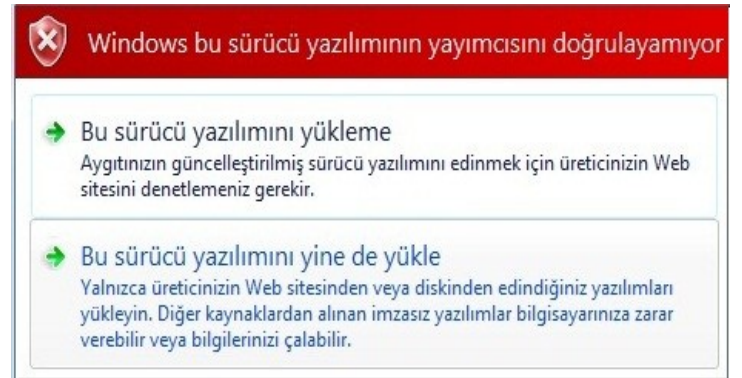 Windows bu sürücü yazılımının yayımcısını doğrulayamıyor
Bu sürücü yazılımını yükleme
Aygıtınızın güncelleştirilmiş sürücü yazılımını edinmek için üreticinizin Web
sitesini denetlemeniz gerekir.
Bu sürücü yazılımını yine de yükle
Yalnızca üreticinizin Web sitesinden veya diskinden edindiğiniz yazılımları
yükleyin. Diğer kaynaklardan alınan imzasız yazılımlar bilgisayarınıza zarar
verebilir veya bilgilerinizi çalabilir.